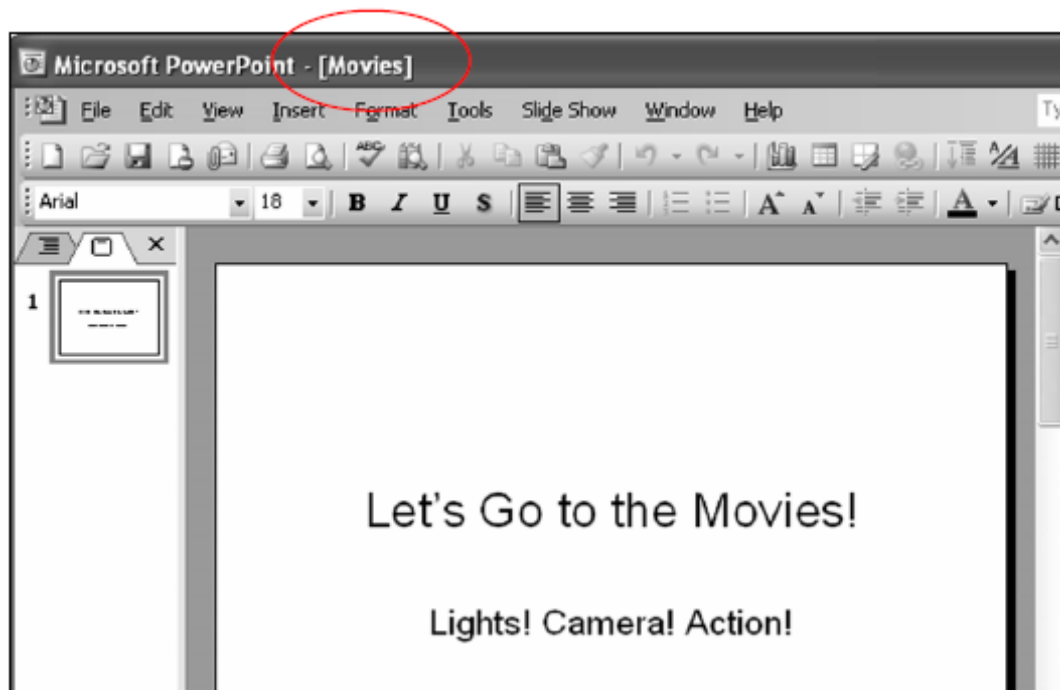 Microsoft PowerPoint - [Movies]
File Edit View Insert Format Tools Slide Show Window Help
ABC
Arial 18 B I U S A A A
1
Let's Go to the Movies!
Lights! Camera! Action!